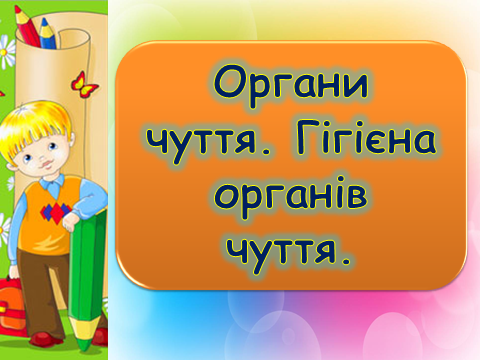 Органи
чуття. Гігієна
органів
чуття.